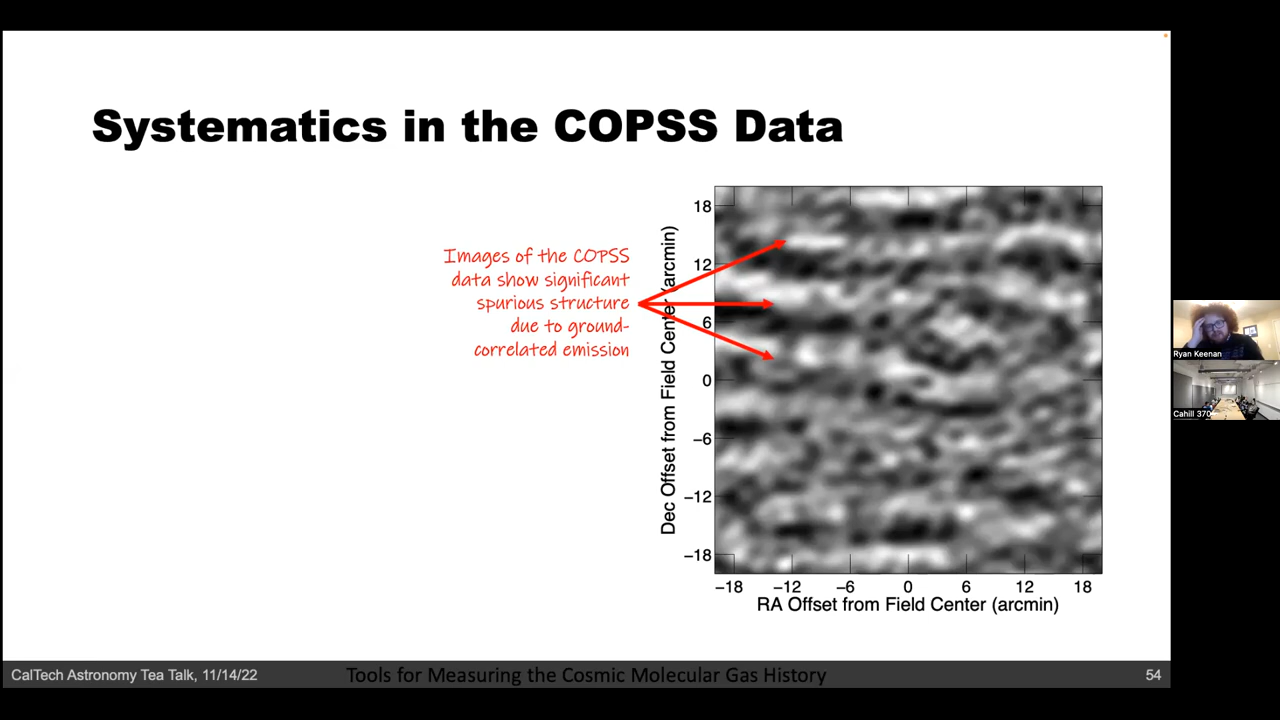 Systematics in the COPSS Data
Images of the COPSS
data show significant
spurious structure
due to ground-
correlated emission
Dec Offset from Field Center (arcmin)
18
12
6
0
−6
−12
−18
−18 −12 −6 0 6 12 18
RA Offset from Field Center (arcmin)
Ryan Keenan
Cahill 370
CalTech Astronomy Tea Talk, 11/14/22
Tools for Measuring the Cosmic Molecular Gas History
54